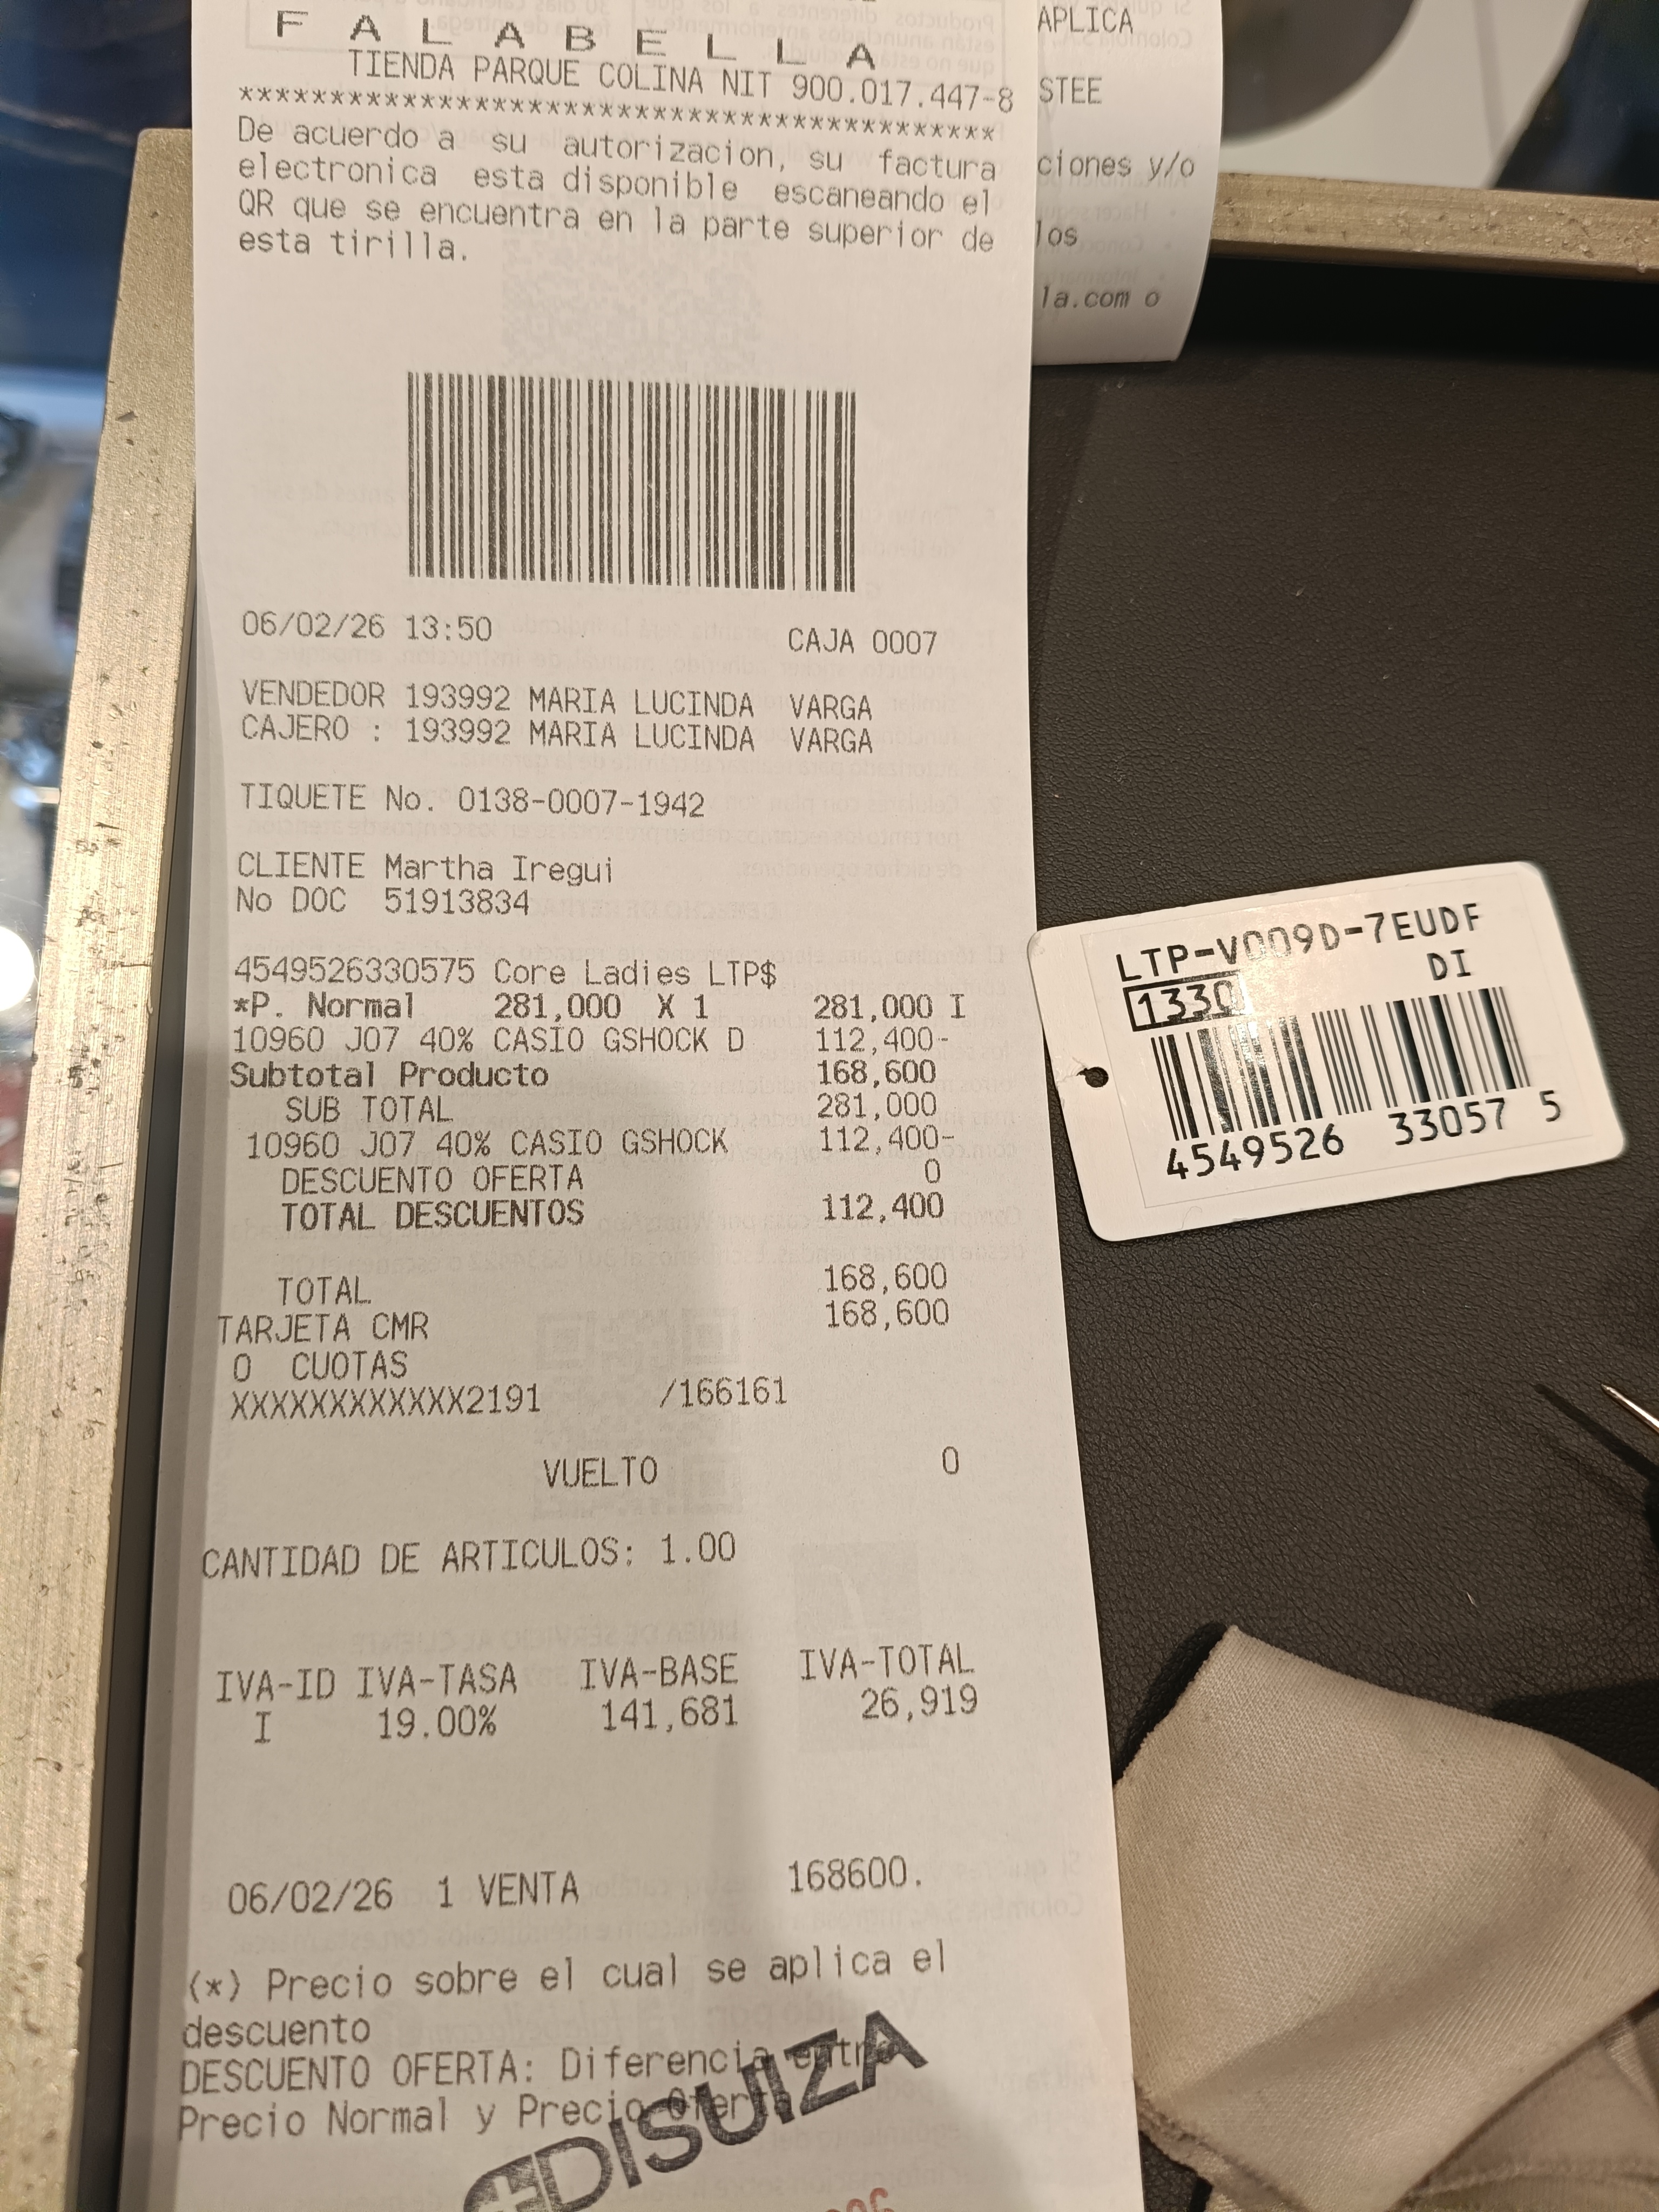 FALABELLA
TIENDA PARQUE COLINA NIT 900.017.447-8
*****************************************
De acuerdo a su autorizacion, su factura
electronica esta disponible escaneando el
QR que se encuentra en la parte superior de
esta tirilla.
06/02/26 13:50 CAJA 0007
VENDEDOR 193992 MARIA LUCINDA VARGA
CAJERO : 193992 MARIA LUCINDA VARGA
TIQUETE No. 0138-0007-1942
CLIENTE Martha Iregui
No DOC 51913834
4549526330575 Core Ladies LTP$
*P. Normal 281,000 X 1 281,000 I
10960 J07 40% CASIO GSHOCK D 112,400-
Subtotal Producto 168,600
SUB TOTAL 281,000
10960 J07 40% CASIO GSHOCK 112,400-
DESCUENTO OFERTA 0
TOTAL DESCUENTOS 112,400
TOTAL 168,600
TARJETA CMR 168,600
0 CUOTAS
XXXXXXXXXXXX2191 /166161
VUELTO 0
CANTIDAD DE ARTICULOS: 1.00
IVA-ID IVA-TASA IVA-BASE IVA-TOTAL
I 19.00% 141,681 26,919
06/02/26 1 VENTA 168600.
(*) Precio sobre el cual se aplica el
descuento
DESCUENTO OFERTA: Diferencia entre
Precio Normal y Precio Oferta
DISUIZA
APLICA
STEE
ciones y/o
los
la.com o
LTP-V009D-7EUDF
DI
1330
4549526 33057 5